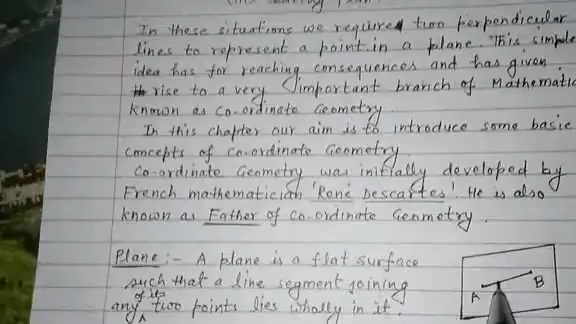 In these situations we require two perpendicular
lines to represent a point in a plane. This simple
idea has far reaching consequences and has given
rise to a very important branch of Mathematic
known as co-ordinate Geometry.
In this chapter our aim is to introduce some basic
concepts of co-ordinate Geometry.
Co-ordinate Geometry was initially developed by
French mathematician 'René Descartes'. He is also
known as Father of co-ordinate Geometry.
Plane :- A plane is a flat surface
such that a line segment joining
any of its two points lies wholly in it.
A B